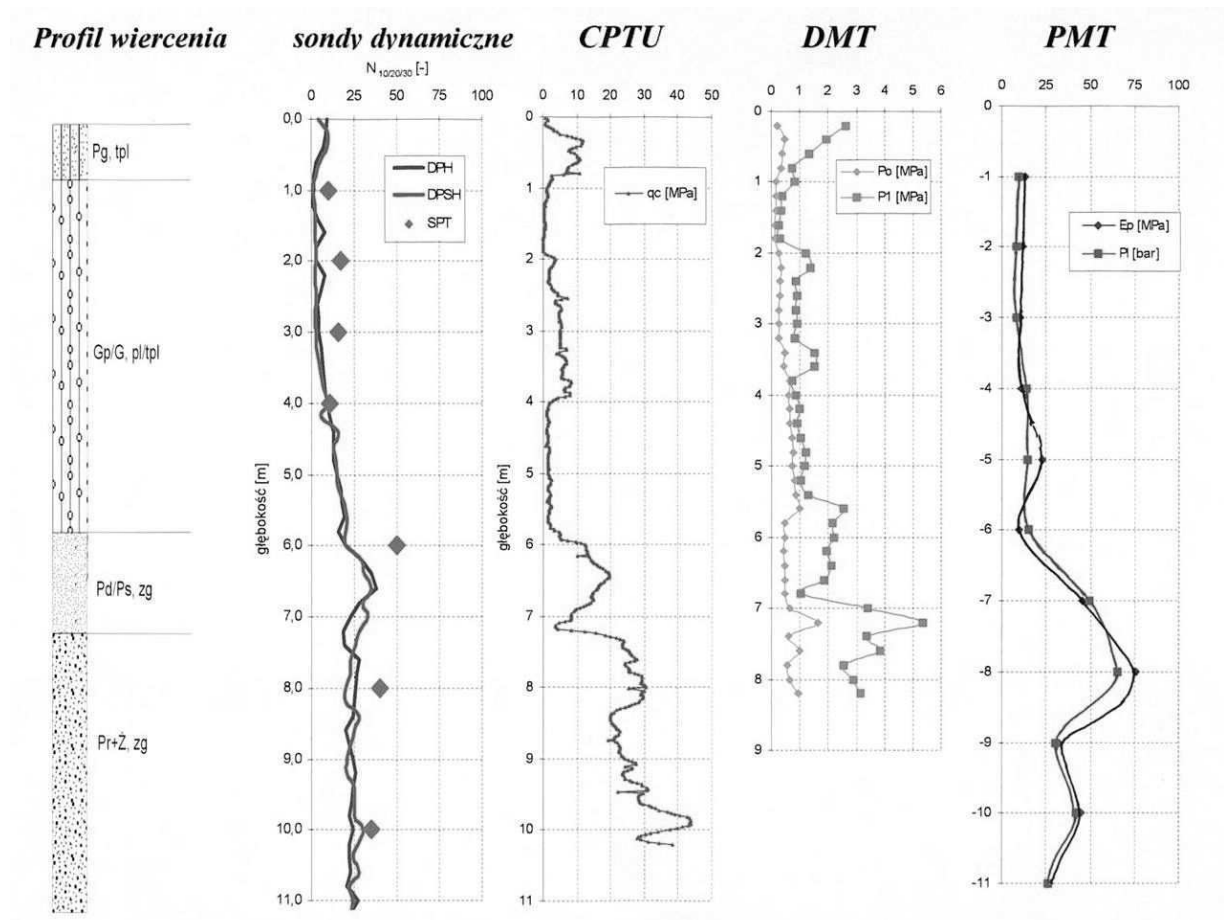 Profil wiercenia
Pg, tpl
Gp/G, pl/tpl
Pd/Ps, zg
Pr+Ż, zg
sondy dynamiczne
N 10/20/30 [-]
0 25 50 75 100
0,0
1,0
2,0
3,0
4,0
5,0
6,0
7,0
8,0
9,0
10,0
11,0
głębokość [m]
DPH
DPSH
SPT
CPTU
0 10 20 30 40 50
0
1
2
3
4
5
6
7
8
9
10
11
głębokość [m]
qc [MPa]
DMT
0 1 2 3 4 5 6
0
1
2
3
4
5
6
7
8
9
Po [MPa]
P1 [MPa]
PMT
0 25 50 75 100
0
-1
-2
-3
-4
-5
-6
-7
-8
-9
-10
-11
Ep [MPa]
Pl [bar]